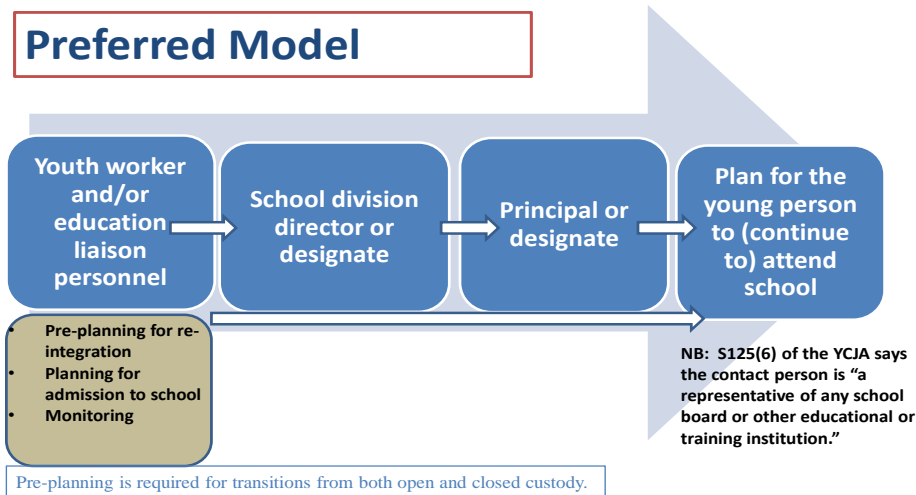 Preferred Model
Youth worker
and/or
education
liaison
personnel
School division
director or
designate
Principal or
designate
Plan for the
young person
to (continue
to) attend
school
• Pre-planning for re-
integration
• Planning for
admission to school
• Monitoring
NB: S125(6) of the YCJA says
the contact person is “a
representative of any school
board or other educational or
training institution.”
Pre-planning is required for transitions from both open and closed custody.